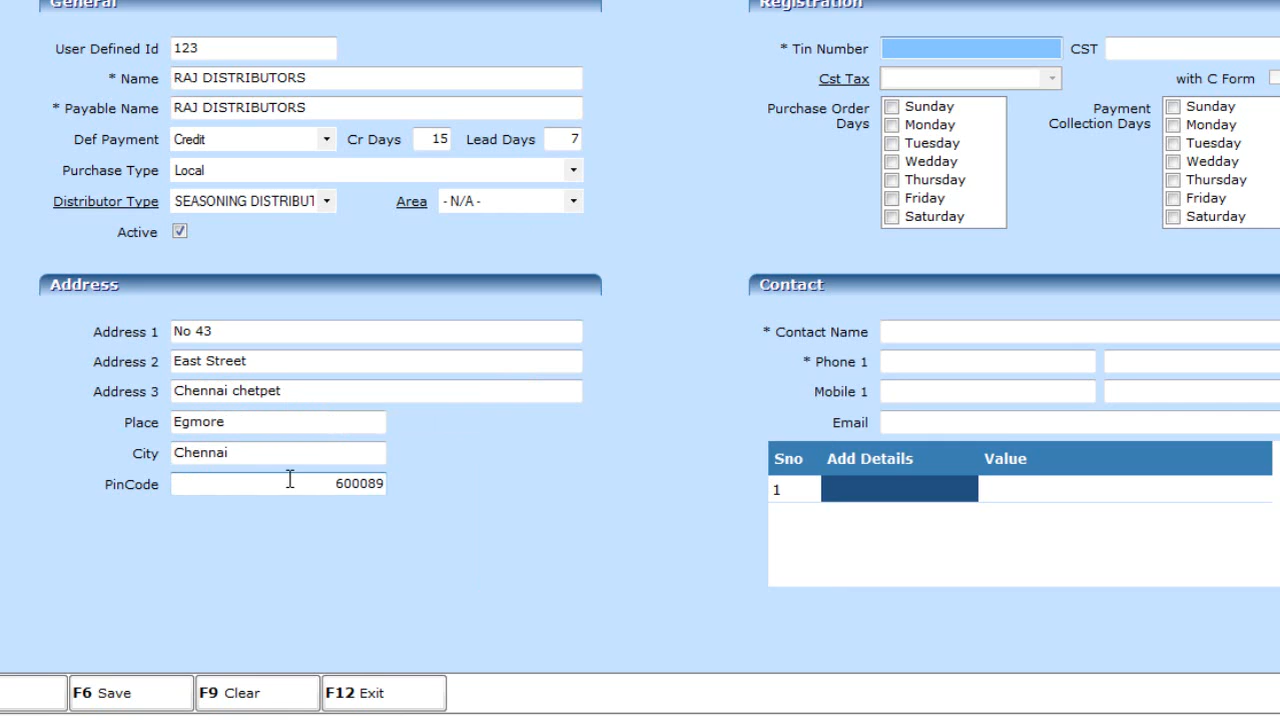 General
User Defined Id 123
* Name RAJ DISTRIBUTORS
* Payable Name RAJ DISTRIBUTORS
Def Payment Credit Cr Days 15 Lead Days 7
Purchase Type Local
Distributor Type SEASONING DISTRIBUT Area - N/A -
Active
Registration
* Tin Number CST
Cst Tax with C Form
Purchase Order Days
Sunday
Monday
Tuesday
Wedday
Thursday
Friday
Saturday
Payment Collection Days
Sunday
Monday
Tuesday
Wedday
Thursday
Friday
Saturday
Address
Address 1 No 43
Address 2 East Street
Address 3 Chennai chetpet
Place Egmore
City Chennai
PinCode 600089
Contact
* Contact Name
* Phone 1
Mobile 1
Email
Sno Add Details Value
1
F6 Save F9 Clear F12 Exit